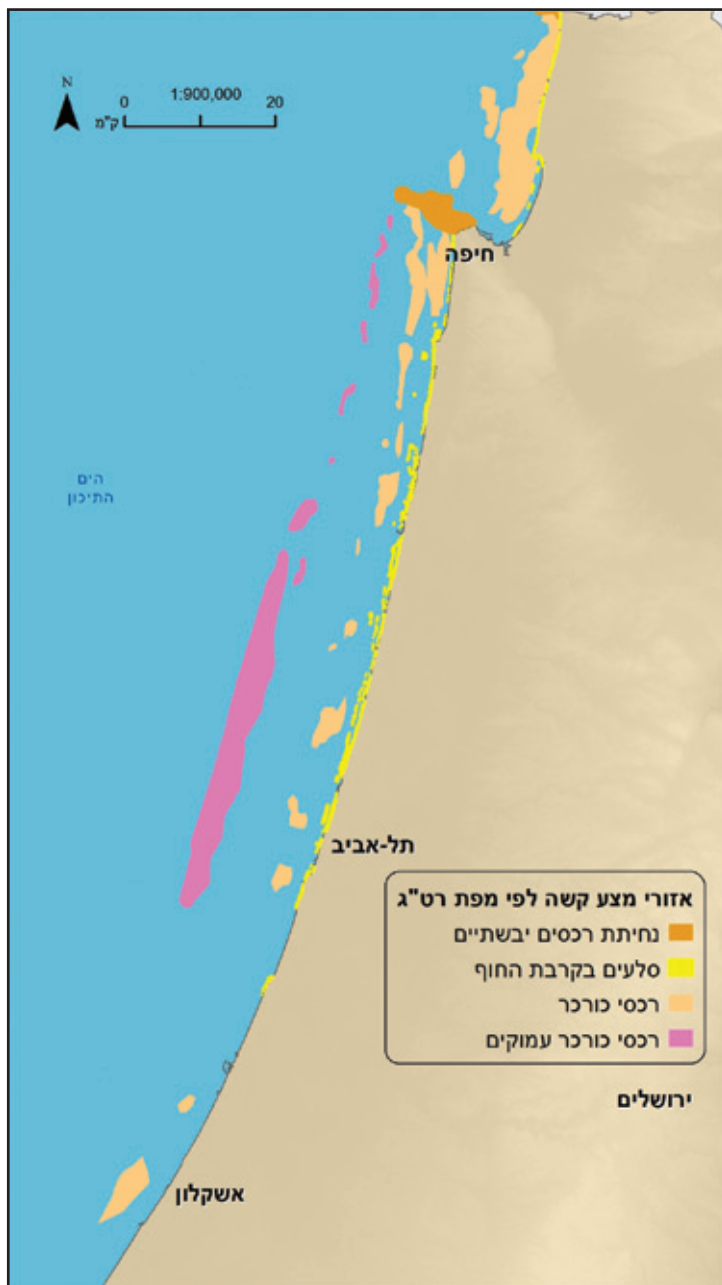 N
1:900,000
0 20
ק"מ
חיפה
הים
התיכון
תל-אביב
אזורי מצע קשה לפי מפת רט"ג
נחיתת רכסים יבשתיים
סלעים בקרבת החוף
רכסי כורכר
רכסי כורכר עמוקים
ירושלים
אשקלון